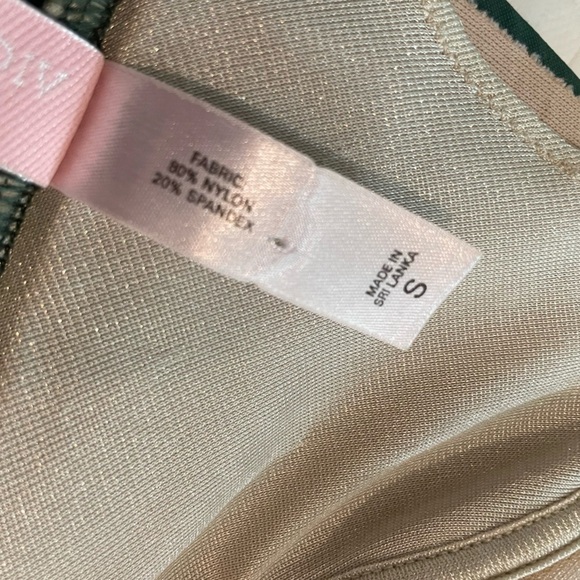 FABRIC:
80% NYLON
20% SPANDEX
MADE IN
SRI LANKA
S